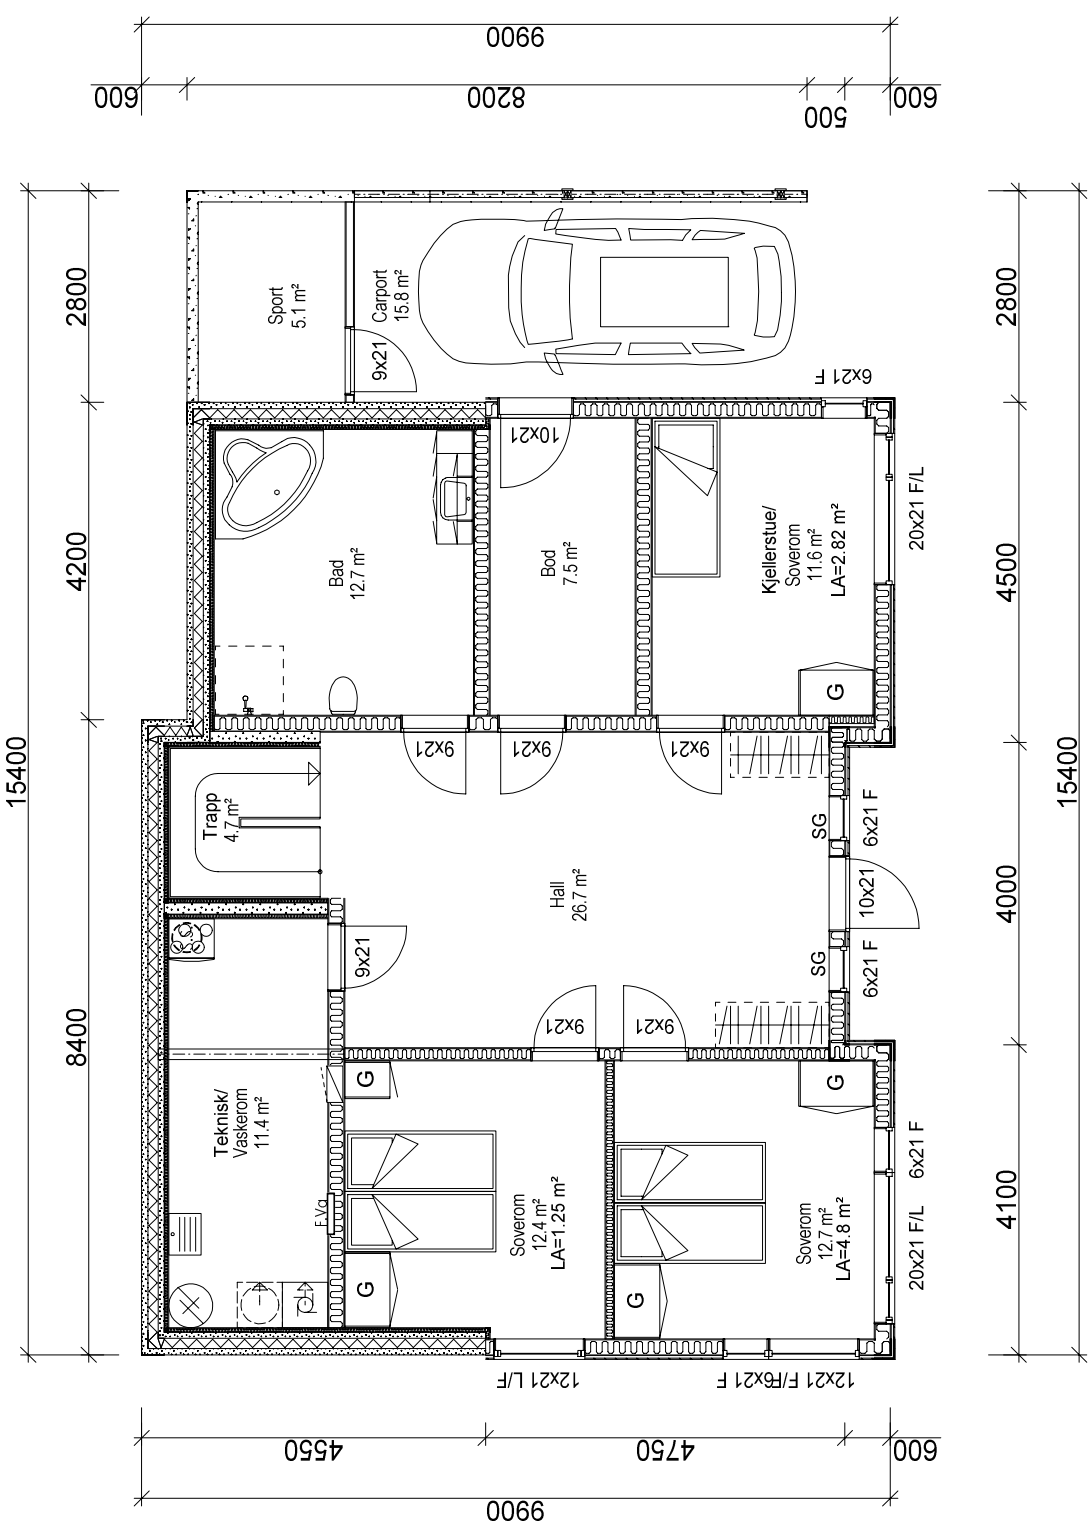 9900
600
8200
500
600
15400
2800
4200
8400
2800
4500
4000
4100
15400
Sport
5.1 m²
Carport
15.8 m²
9x21
6x21 F
10x21
Bad
12.7 m²
Bod
7.5 m²
Kjellerstue/
Soverom
11.6 m²
LA=2.82 m²
20x21 F/L
G
9x21
9x21
9x21
Trapp
4.7 m²
Hall
26.7 m²
SG
6x21 F
10x21
SG
6x21 F
9x21
9x21
9x21
Teknisk/
Vaskerom
11.4 m²
F.Va
G
G
Soverom
12.4 m²
LA=1.25 m²
G
G
Soverom
12.7 m²
LA=4.8 m²
6x21 F
20x21 F/L
12x21 L/F
6x21 F
12x21 F/F
4550
4750
600
9900